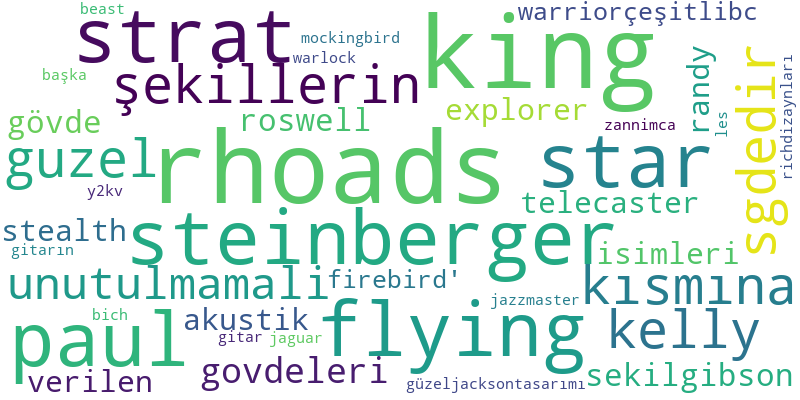 beast
strat
mockingbird
warlock
king
warriorçeşitlibc
başka
şekillerin
explorer
randy
les
sgdedir
richdizaynları
gövde
roswell
zannimca
guzel
rhoads
star
y2kv
telecaster
stealth
gitarın
steinberger
isimleri
unutulmamali
firebird'
kısmına
jazzmaster
bich
akustik
flying
kelly
paul
gitar
jaguar
verilen
govdeleri
güzeljacksontasarımı
sekilgibson